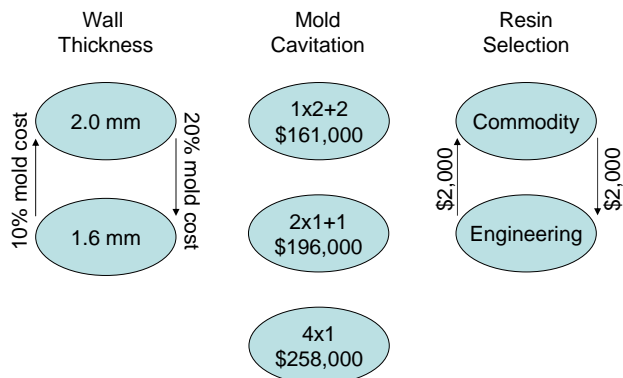 Wall
Thickness
2.0 mm
1.6 mm
10% mold cost
20% mold cost
Mold
Cavitation
1x2+2
$161,000
2x1+1
$196,000
4x1
$258,000
Resin
Selection
Commodity
Engineering
$2,000
$2,000